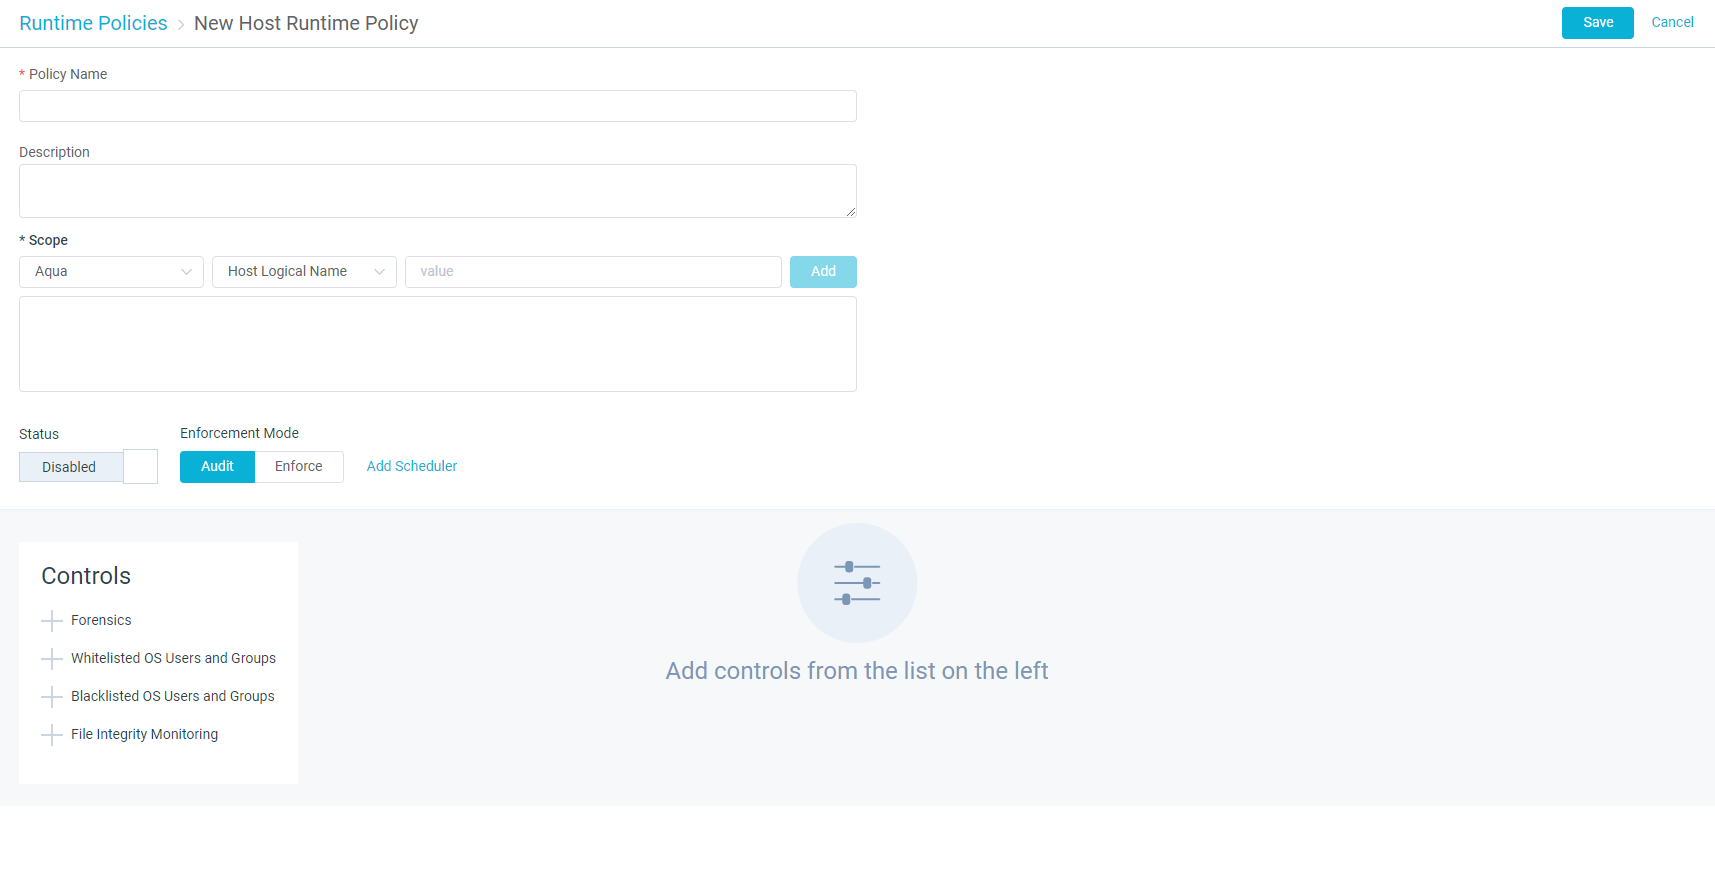 Runtime Policies > New Host Runtime Policy
Save Cancel
* Policy Name
Description
* Scope
Aqua Host Logical Name value Add
Status Enforcement Mode
Disabled Audit Enforce Add Scheduler
Controls
Forensics
Whitelisted OS Users and Groups
Blacklisted OS Users and Groups
File Integrity Monitoring
Add controls from the list on the left